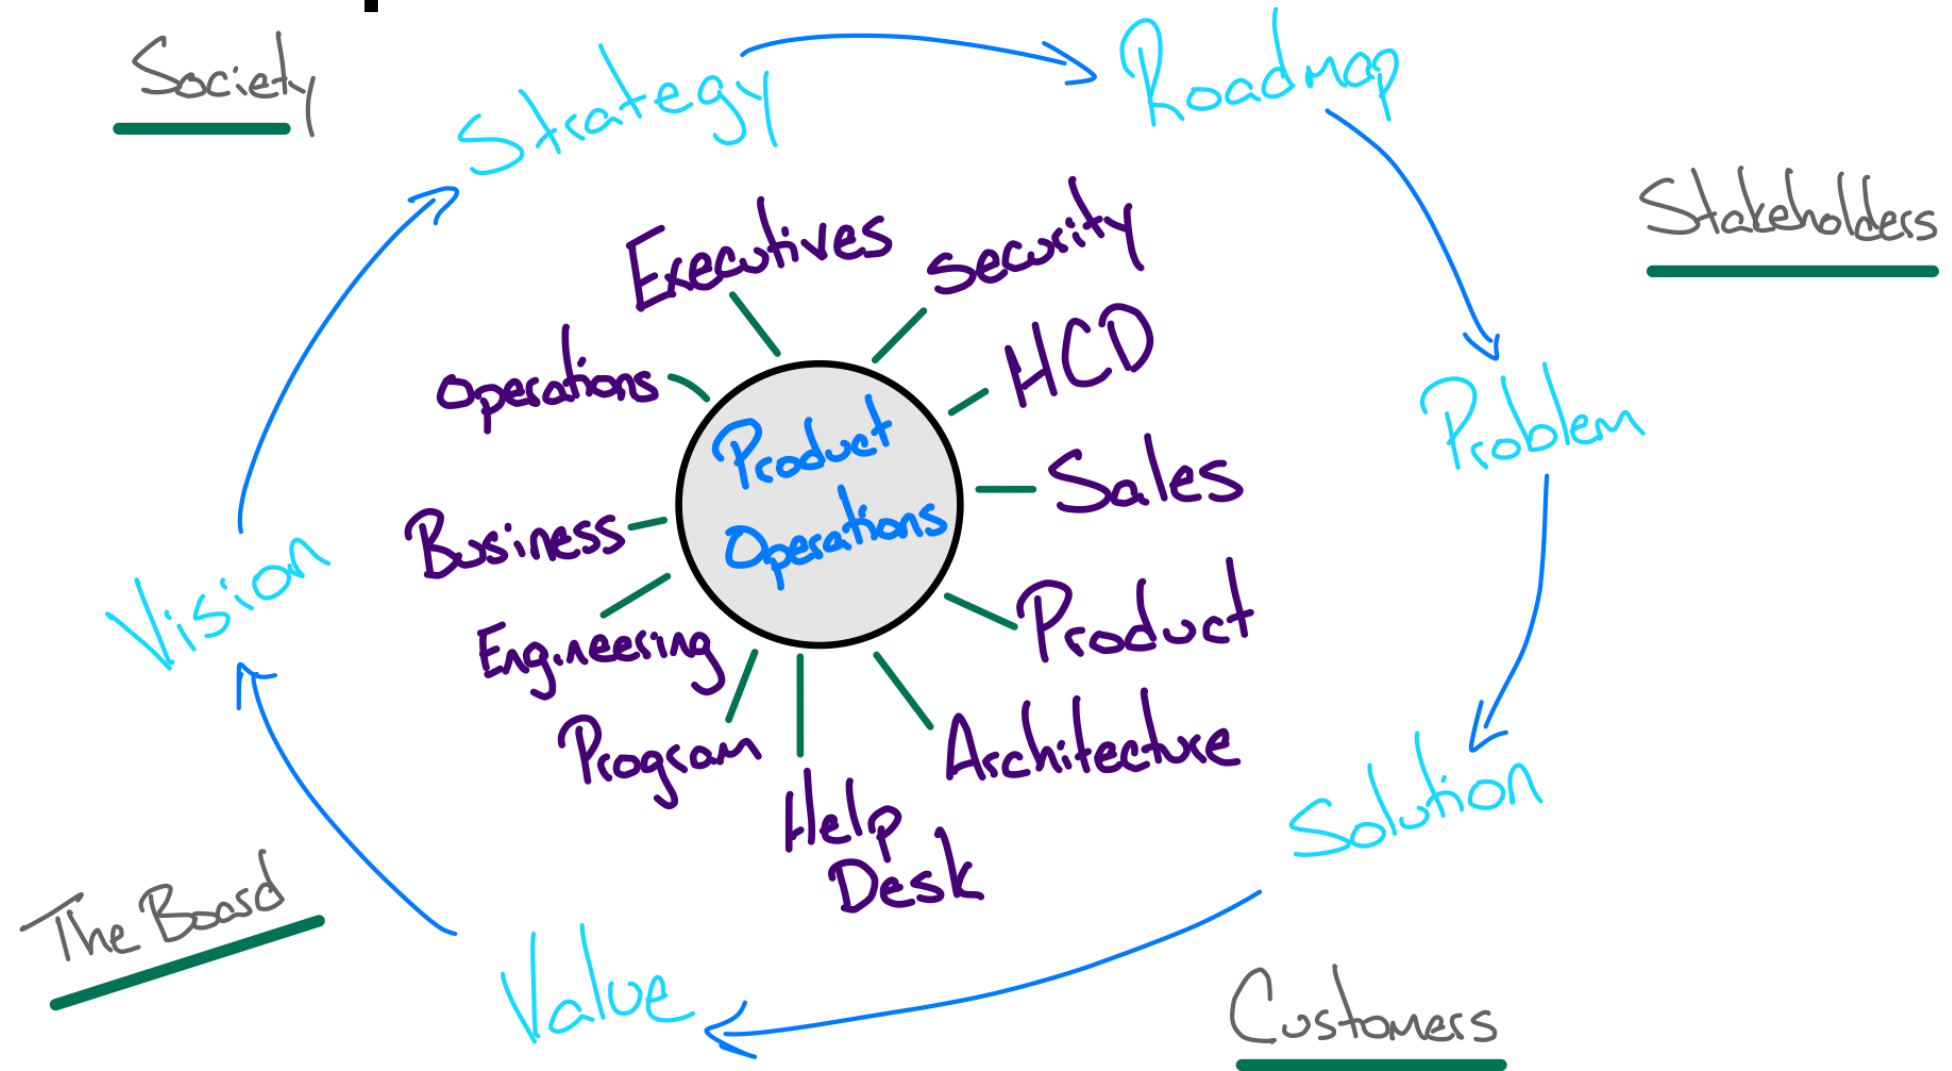 Society
Strategy
Roadmap
Stakeholders
Executives
Security
HCD
Operations
Product
Operations
Sales
Problem
Business
Vision
Engineering
Product
Program
Architecture
Help
Desk
Solution
The Board
Value
Customers